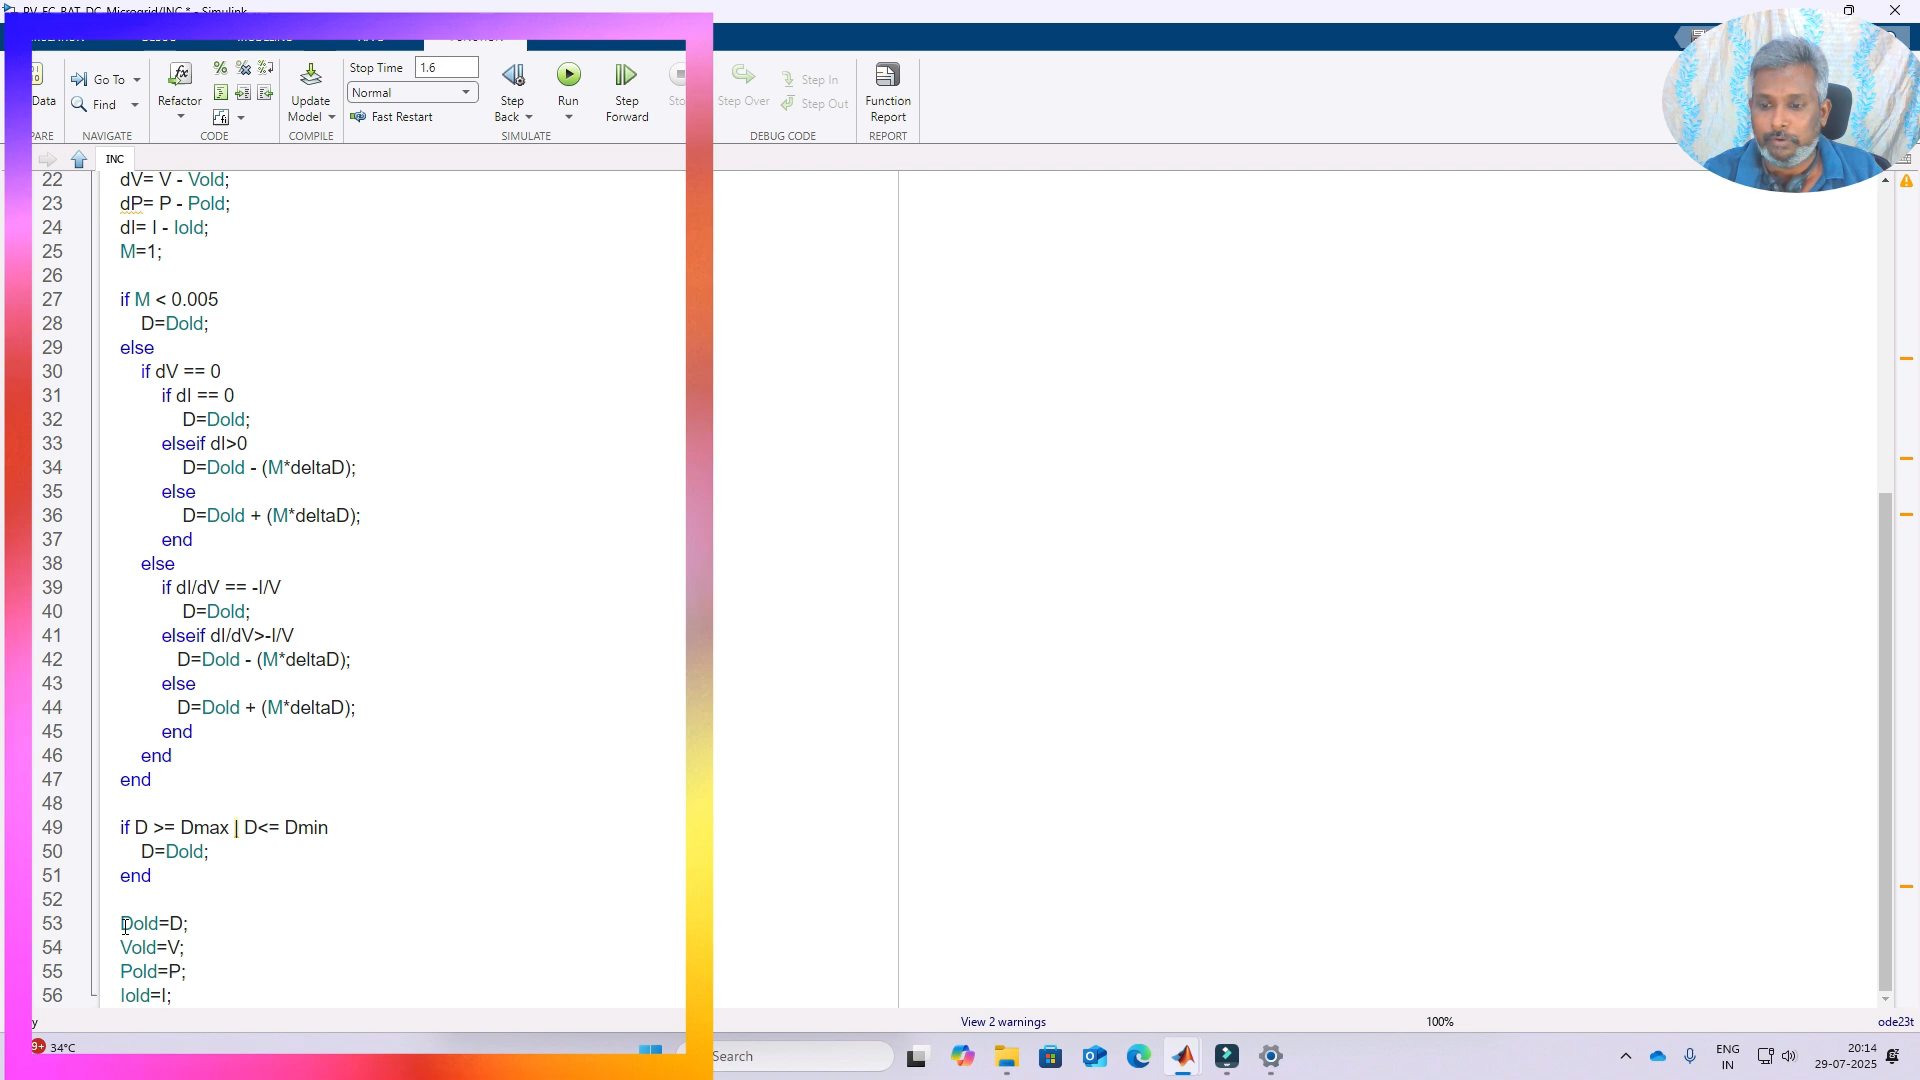 PV_FC_BAT_DC_Microgrid/INC * - Simulink
Data
Go To
Find
NAVIGATE
Refactor
CODE
Update
Model
COMPILE
Stop Time 1.6
Normal
Fast Restart
Step
Back
Run
Step
Forward
SIMULATE
Step Over
Step In
Step Out
DEBUG CODE
Function
Report
REPORT
INC
22 dV= V - Vold;
23 dP= P - Pold;
24 dI= I - Iold;
25 M=1;
26
27 if M < 0.005
28 D=Dold;
29 else
30 if dV == 0
31 if dI == 0
32 D=Dold;
33 elseif dI>0
34 D=Dold - (M*deltaD);
35 else
36 D=Dold + (M*deltaD);
37 end
38 else
39 if dI/dV == -I/V
40 D=Dold;
41 elseif dI/dV>-I/V
42 D=Dold - (M*deltaD);
43 else
44 D=Dold + (M*deltaD);
45 end
46 end
47 end
48
49 if D >= Dmax | D<= Dmin
50 D=Dold;
51 end
52
53 Dold=D;
54 Vold=V;
55 Pold=P;
56 Iold=I;
View 2 warnings
100%
ode23t
9+
34°C
Search
ENG
IN
20:14
29-07-2025